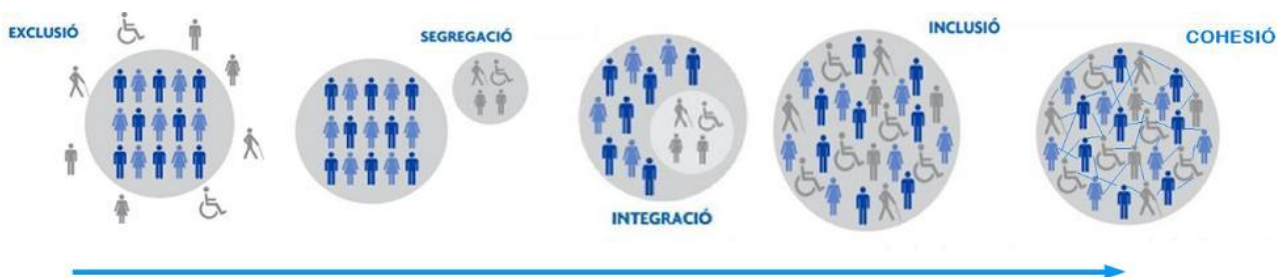 EXCLUSIÓ
SEGREGACIÓ
INTEGRACIÓ
INCLUSIÓ
COHESIÓ